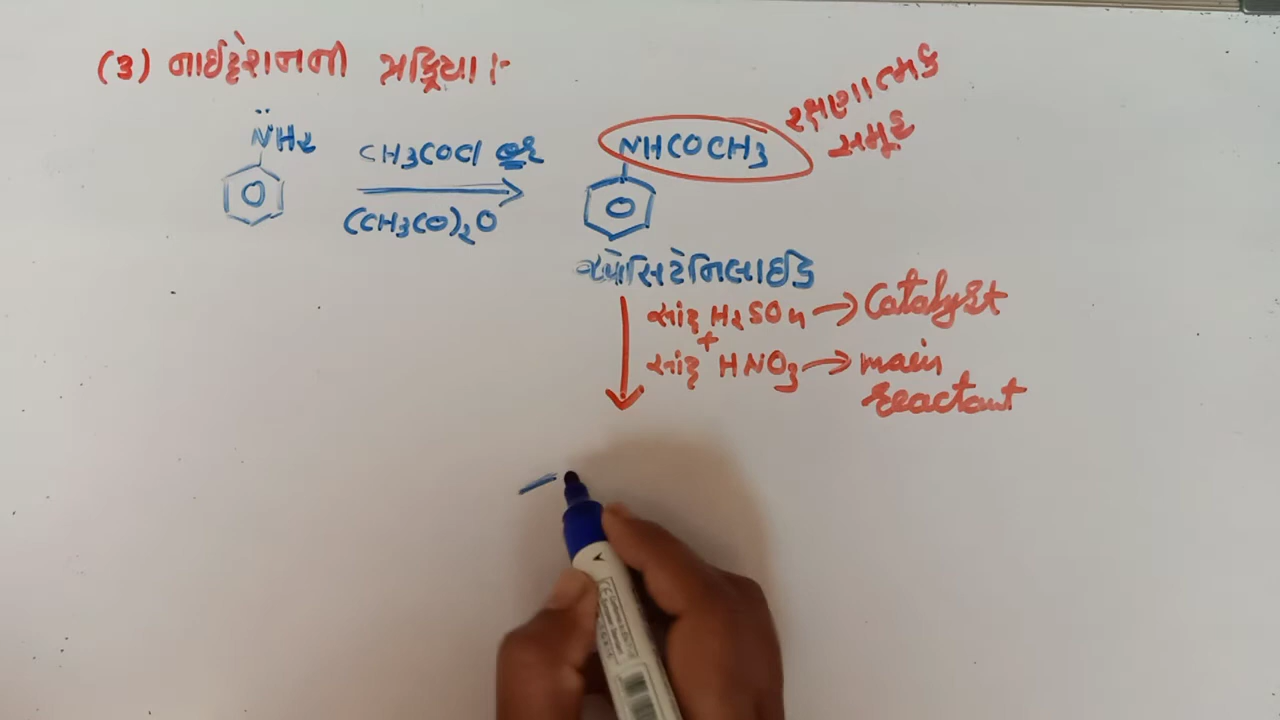 (3) નાઈટ્રેશનની પ્રક્રિયા :-
N̈H2
CH3COCl અથવા
(CH3CO)2O
NHCOCH3
રક્ષણાત્મક
સમૂહ
એસિટેનિલાઈડ
સાંદ્ર H2SO4 → Catalyst
+
સાંદ્ર HNO3 → main
reactant